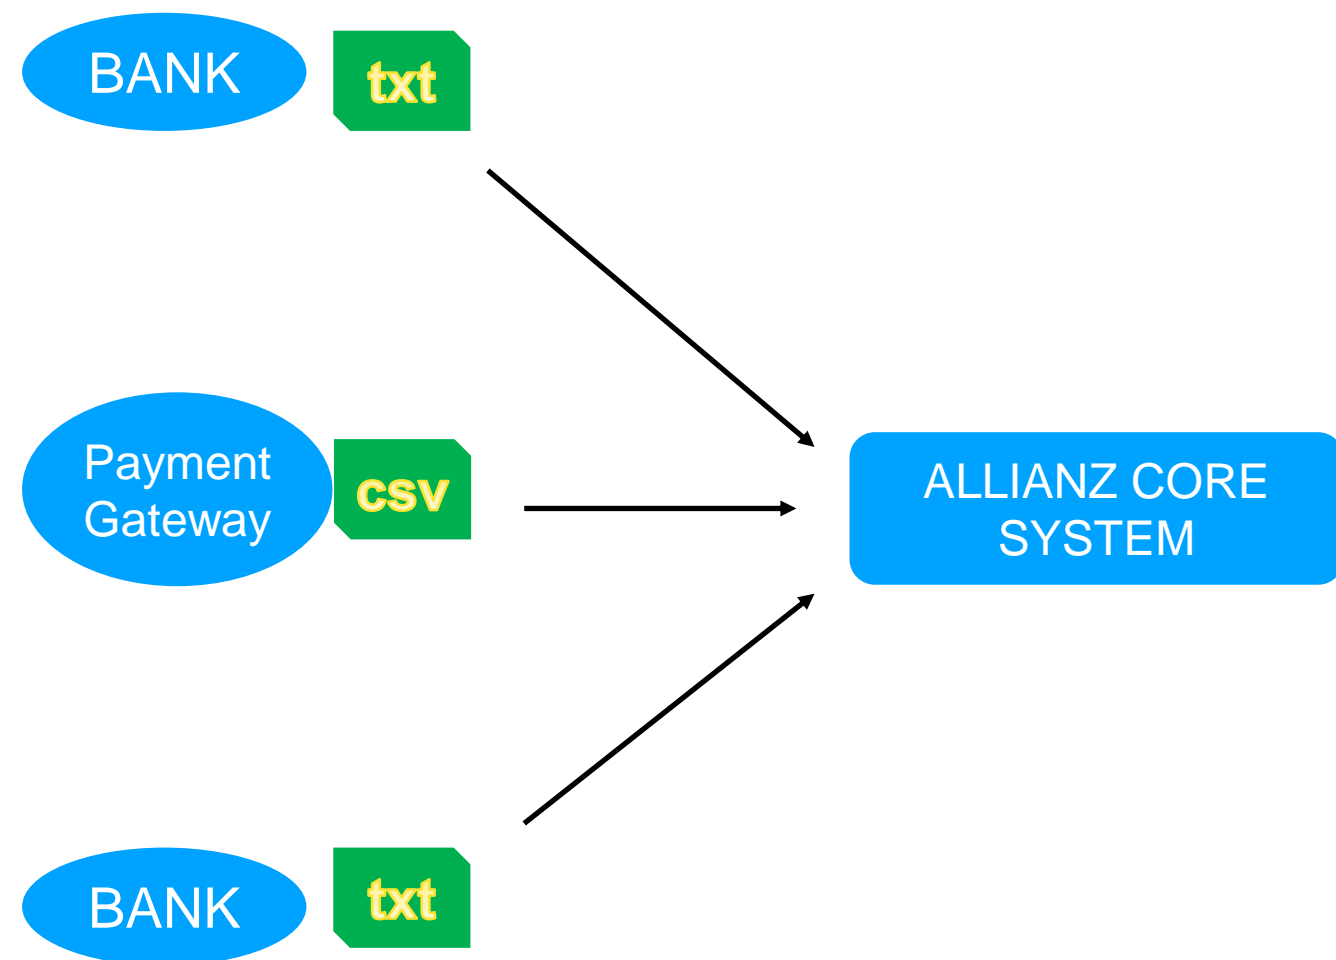 BANK
txt
Payment
Gateway
csv
ALLIANZ CORE
SYSTEM
BANK
txt